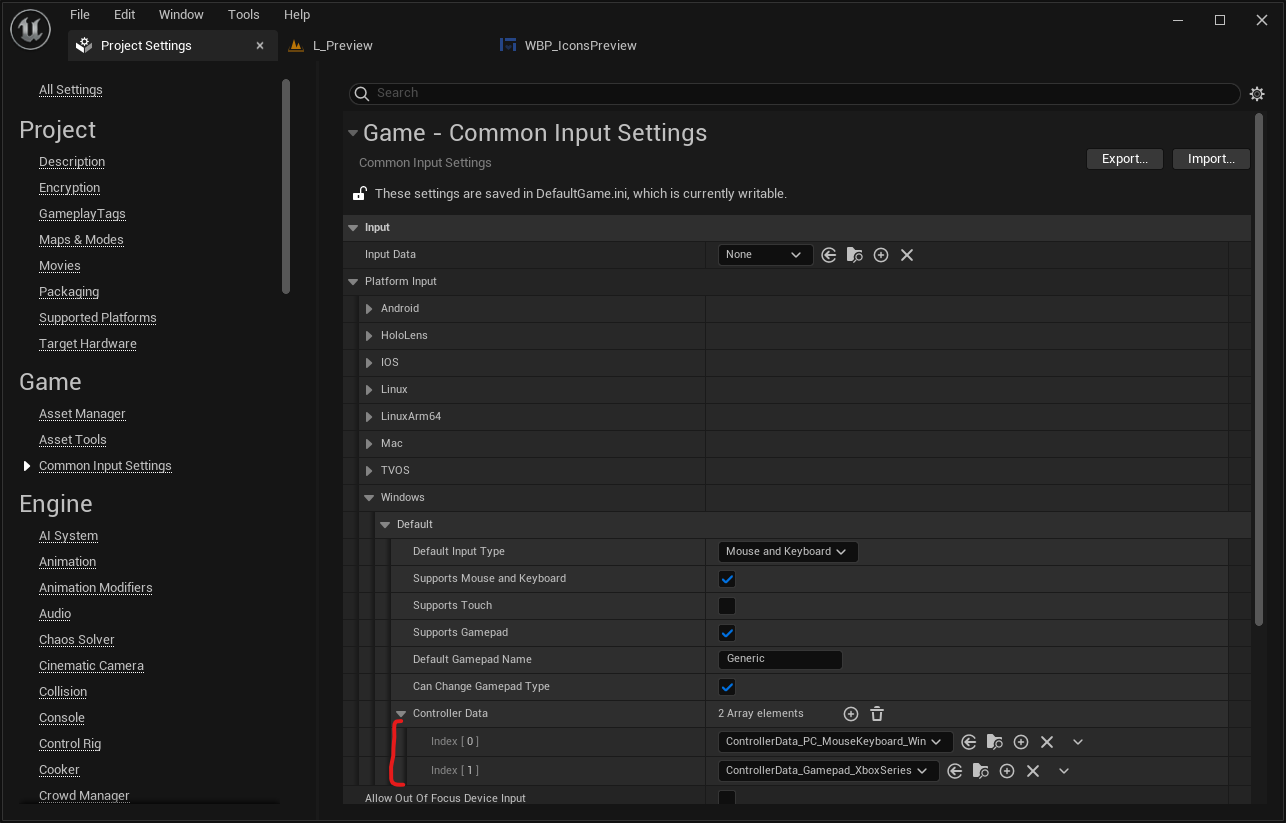 File Edit Window Tools Help
Project Settings L_Preview WBP_IconsPreview
All Settings
Project
Description
Encryption
GameplayTags
Maps & Modes
Movies
Packaging
Supported Platforms
Target Hardware
Game
Asset Manager
Asset Tools
Common Input Settings
Engine
AI System
Animation
Animation Modifiers
Audio
Chaos Solver
Cinematic Camera
Collision
Console
Control Rig
Cooker
Crowd Manager
Search
Game - Common Input Settings
Common Input Settings
Export... Import...
These settings are saved in DefaultGame.ini, which is currently writable.
Input
Input Data None
Platform Input
Android
HoloLens
IOS
Linux
LinuxArm64
Mac
TVOS
Windows
Default
Default Input Type Mouse and Keyboard
Supports Mouse and Keyboard
Supports Touch
Supports Gamepad
Default Gamepad Name Generic
Can Change Gamepad Type
Controller Data 2 Array elements
Index [ 0 ] ControllerData_PC_MouseKeyboard_Win
Index [ 1 ] ControllerData_Gamepad_XboxSeries
Allow Out Of Focus Device Input